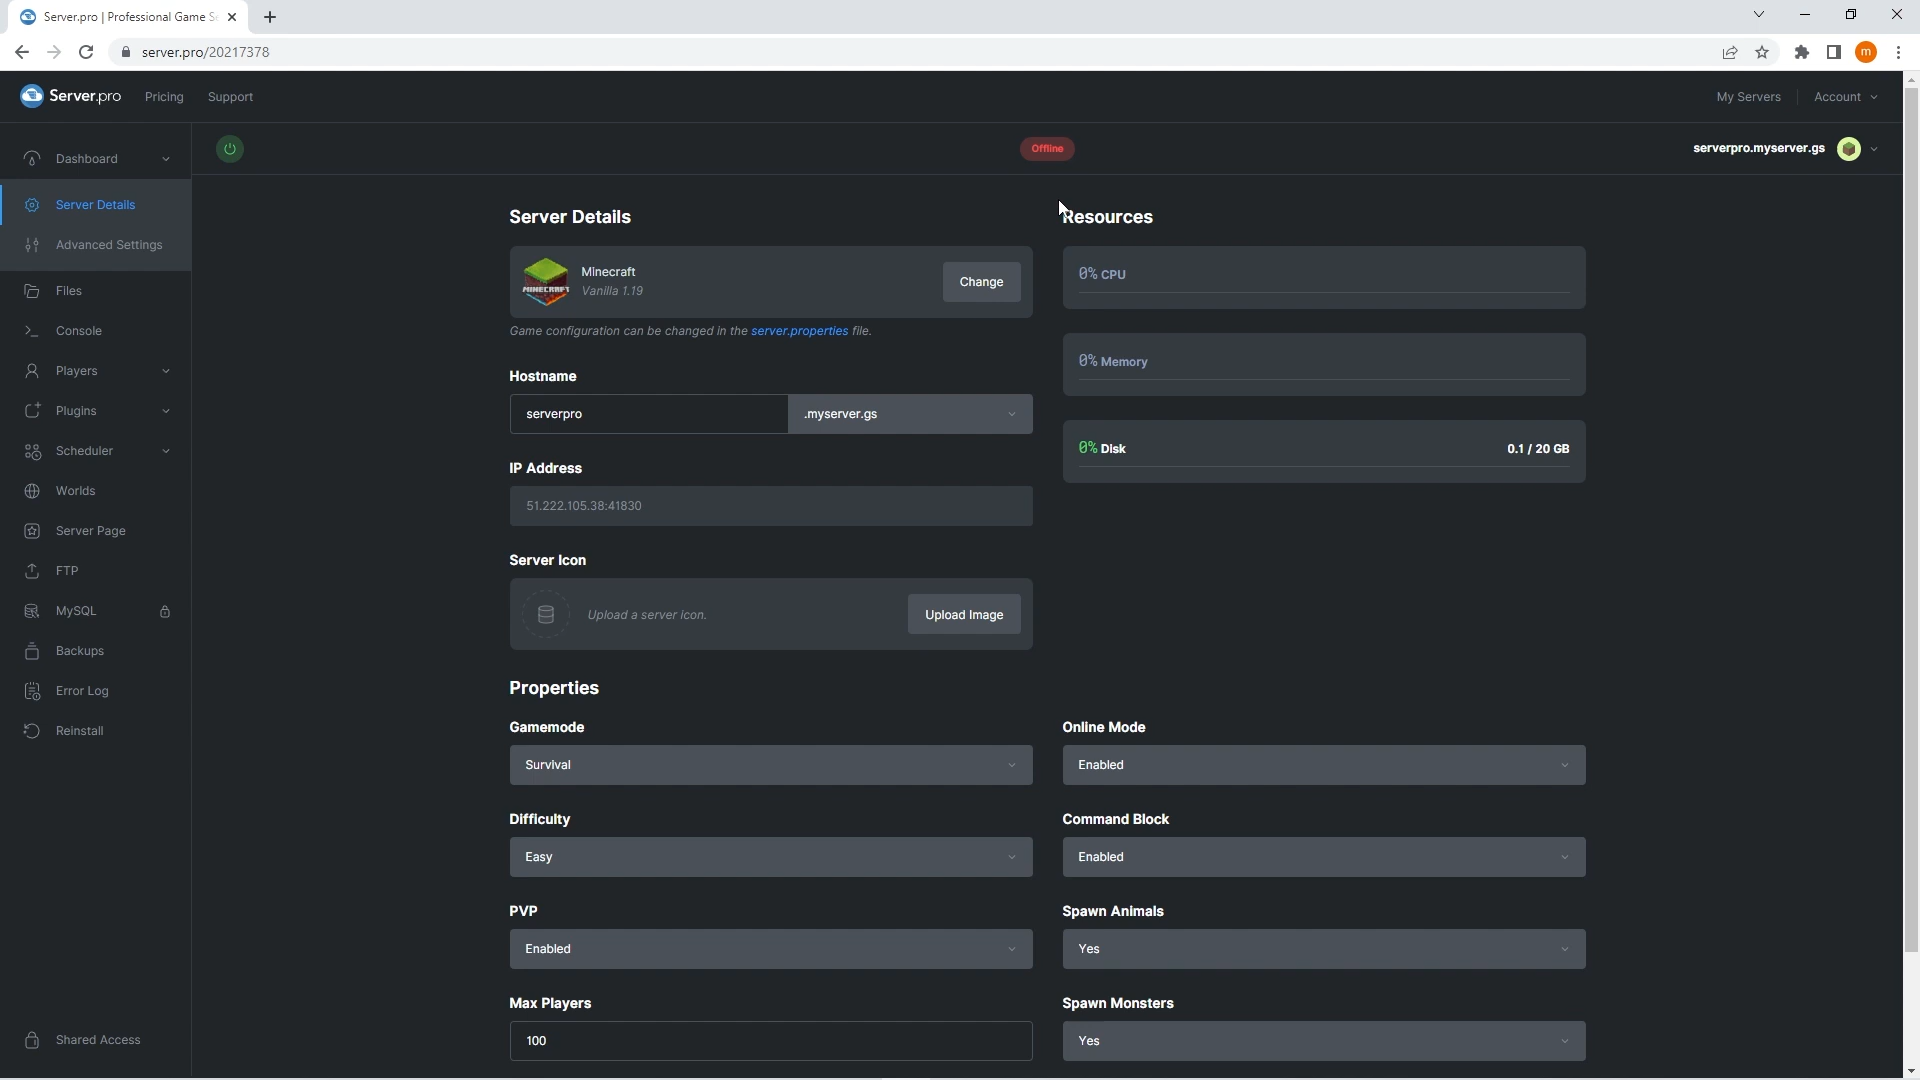 Server.pro | Professional Game Se
server.pro/20217378
m
Server.pro
Pricing
Support
My Servers
Account
Dashboard
Offline
serverpro.myserver.gs
Server Details
Advanced Settings
Files
Console
Players
Plugins
Scheduler
Worlds
Server Page
FTP
MySQL
Backups
Error Log
Reinstall
Shared Access
Server Details
MINECRAFT
Minecraft
Vanilla 1.19
Change
Game configuration can be changed in the server.properties file.
Hostname
serverpro
.myserver.gs
IP Address
51.222.105.38:41830
Server Icon
Upload a server icon.
Upload Image
Resources
0% CPU
0% Memory
0% Disk
0.1 / 20 GB
Properties
Gamemode
Survival
Online Mode
Enabled
Difficulty
Easy
Command Block
Enabled
PVP
Enabled
Spawn Animals
Yes
Max Players
100
Spawn Monsters
Yes